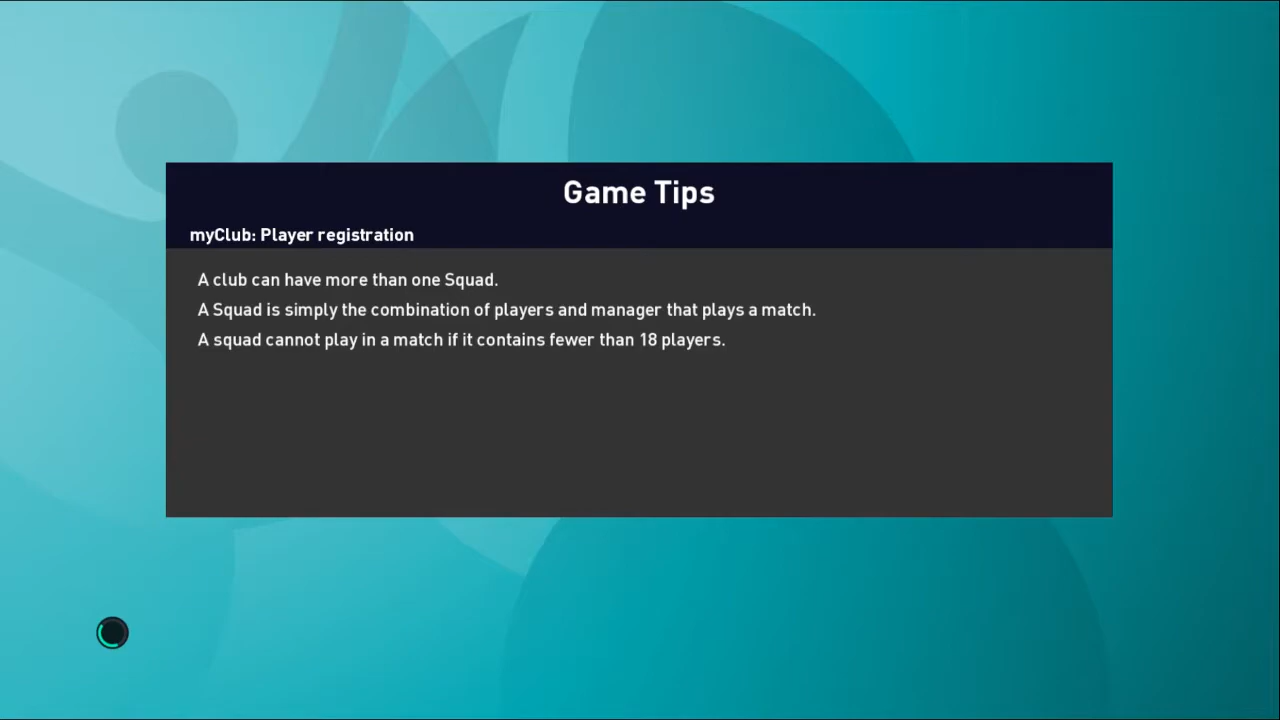 Game Tips
myClub: Player registration
A club can have more than one Squad.
A Squad is simply the combination of players and manager that plays a match.
A squad cannot play in a match if it contains fewer than 18 players.